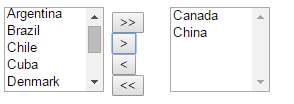 Argentina
Brazil
Chile
Cuba
Denmark
>>
>
<
<<
Canada
China